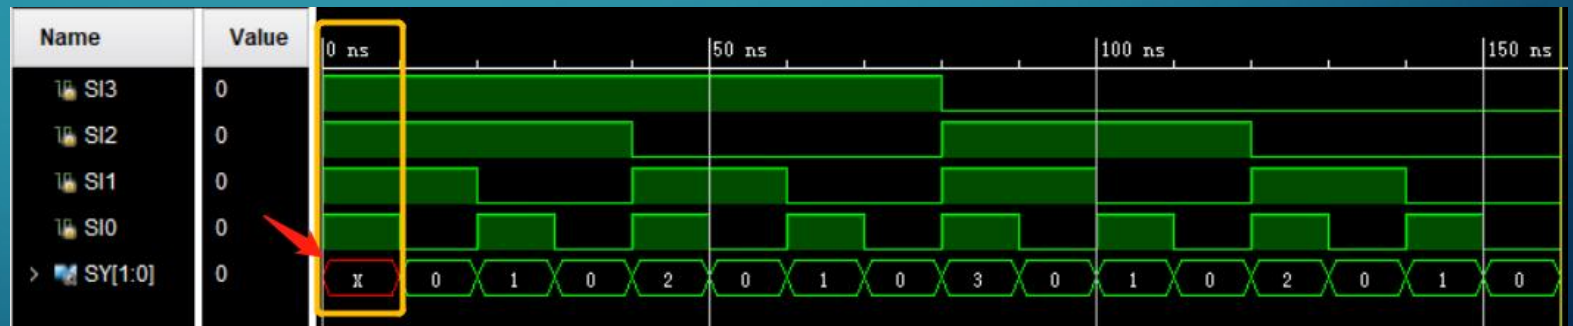 Name Value 0 ns 50 ns 100 ns 150 ns
SI3 0
SI2 0
SI1 0
SI0 0
> SY[1:0] 0 X 0 1 0 2 0 1 0 3 0 1 0 2 0 1 0